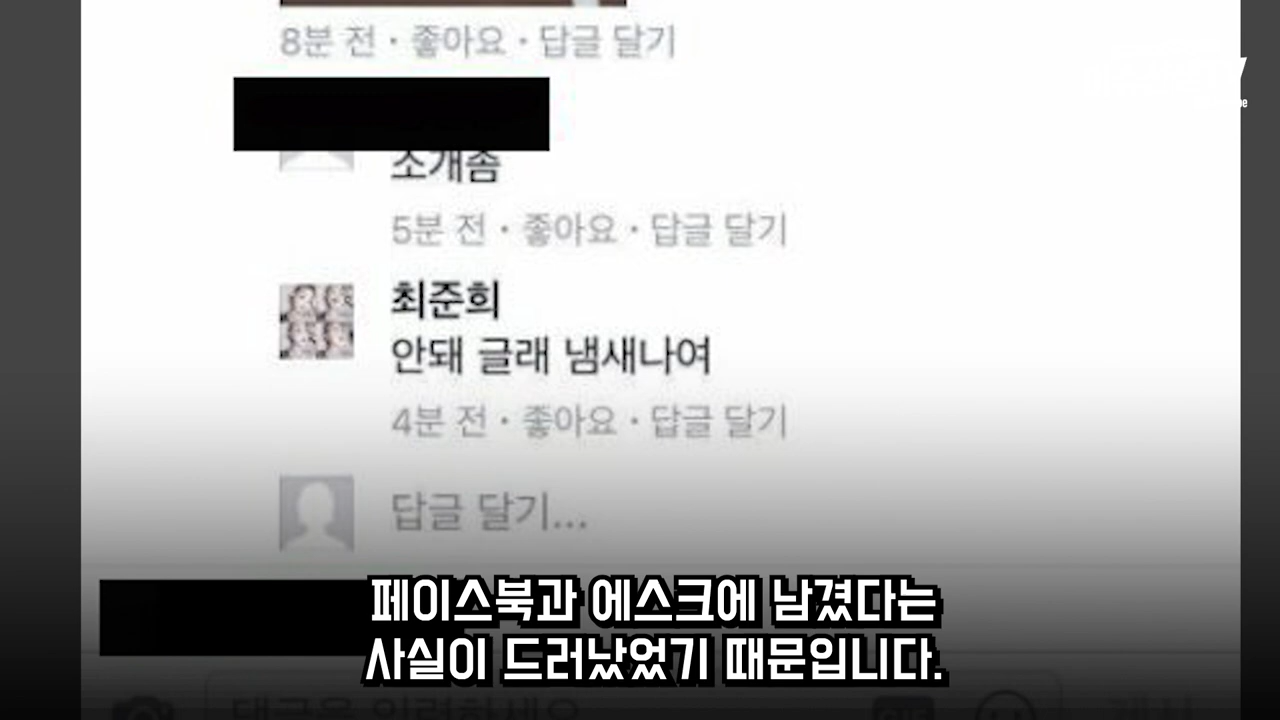 8분 전 · 좋아요 · 답글 달기
소개좀
5분 전 · 좋아요 · 답글 달기
최준희
안돼 글래 냄새나여
4분 전 · 좋아요 · 답글 달기
답글 달기...
페이스북과 에스크에 남겼다는
사실이 드러났었기 때문입니다.